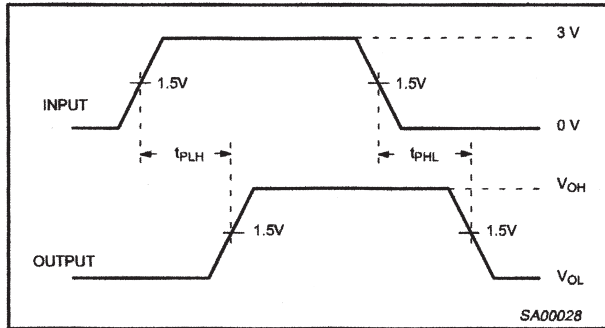 3 V
1.5V
1.5V
INPUT
0 V
tPLH
tPHL
VOH
1.5V
1.5V
OUTPUT
VOL
SA00028